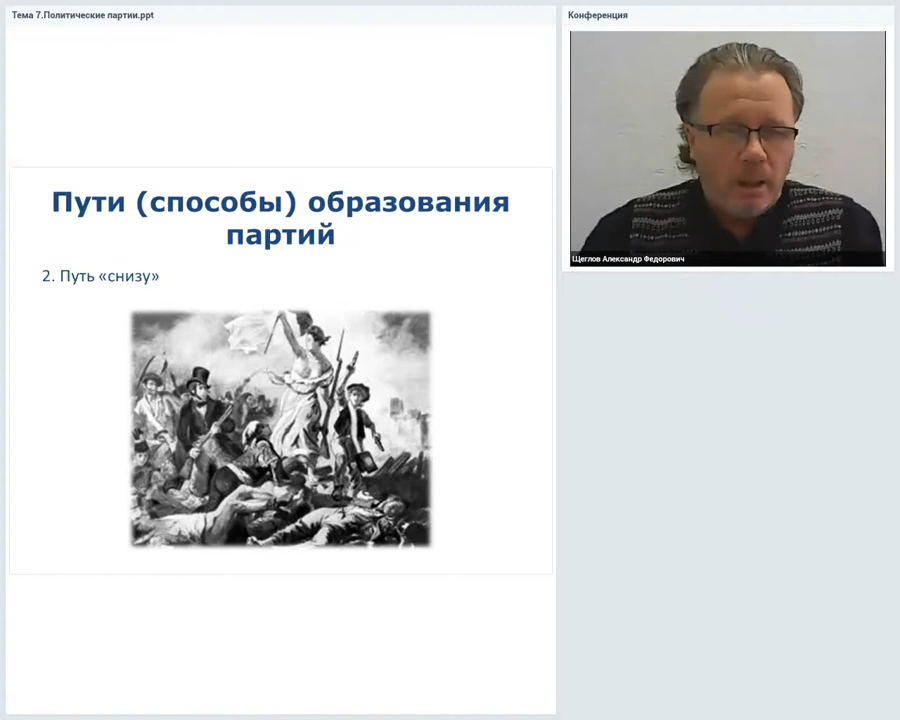 Тема 7.Политические партии.ppt
Конференция
Пути (способы) образования
партий
2. Путь «снизу»
Щеглов Александр Федорович